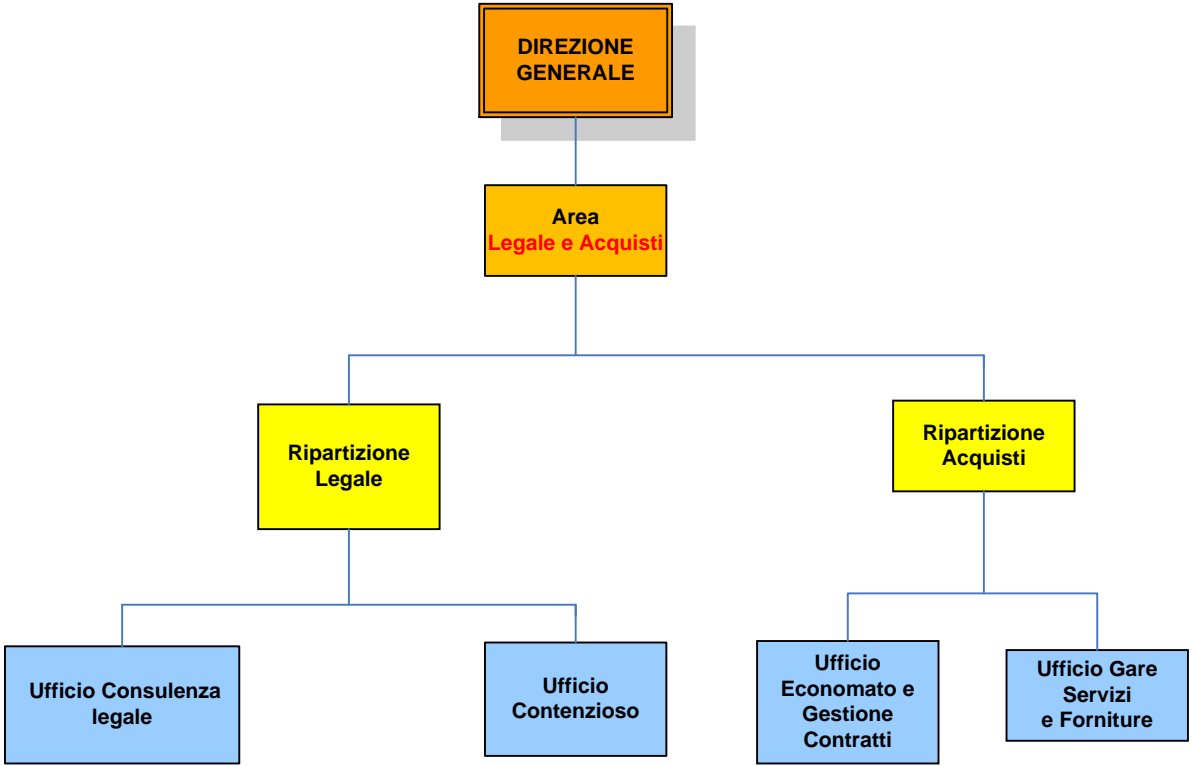 DIREZIONE
GENERALE
Area
Legale e Acquisti
Ripartizione
Legale
Ripartizione
Acquisti
Ufficio Consulenza
legale
Ufficio
Contenzioso
Ufficio
Economato e
Gestione
Contratti
Ufficio Gare
Servizi
e Forniture